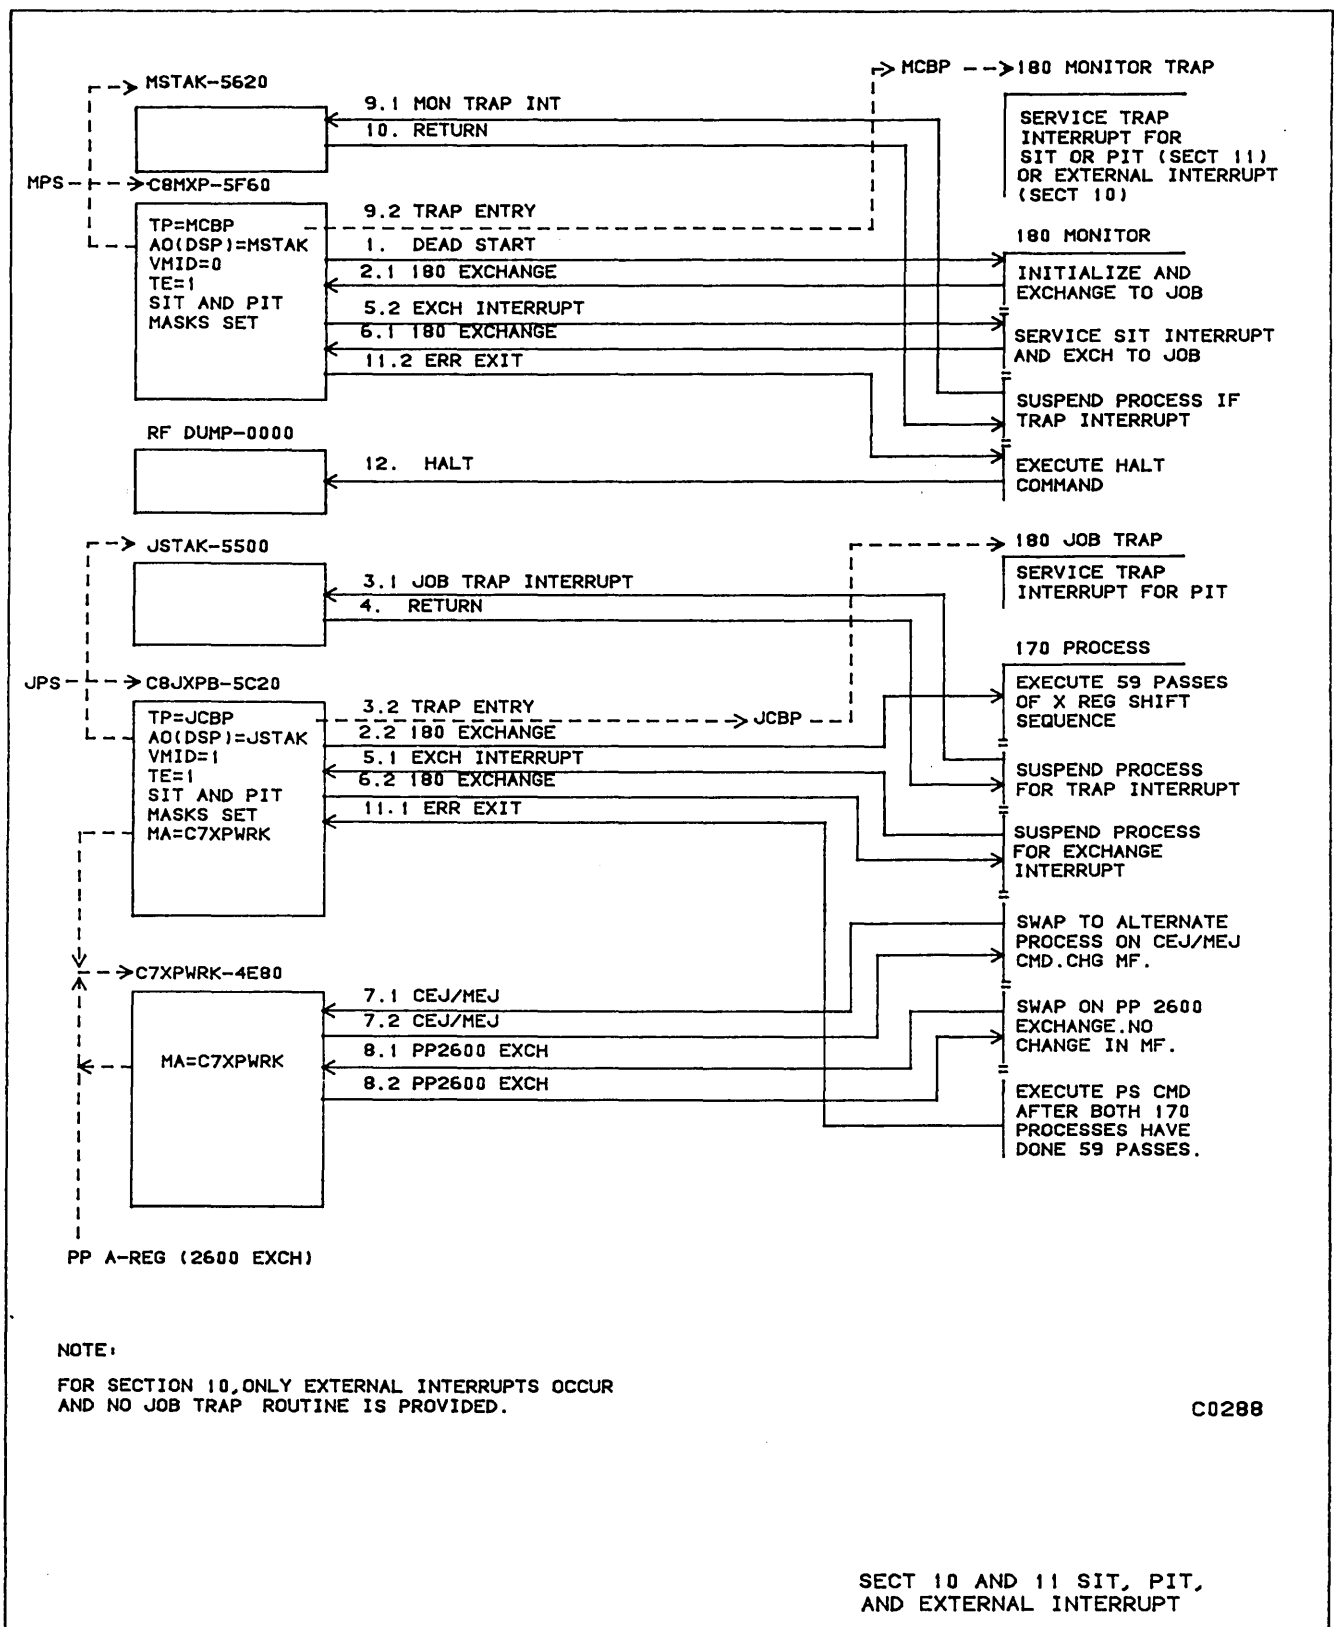 MCBP
180 MONITOR TRAP
MSTAK-5620
9.1 MON TRAP INT
10. RETURN
SERVICE TRAP
INTERRUPT FOR
SIT OR PIT (SECT 11)
OR EXTERNAL INTERRUPT
(SECT 10)
MPS
C8MXP-5F60
9.2 TRAP ENTRY
TP=MCBP
A0(DSP)=MSTAK
VMID=0
TE=1
SIT AND PIT
MASKS SET
1. DEAD START
2.1 180 EXCHANGE
5.2 EXCH INTERRUPT
6.1 180 EXCHANGE
11.2 ERR EXIT
180 MONITOR
INITIALIZE AND
EXCHANGE TO JOB
SERVICE SIT INTERRUPT
AND EXCH TO JOB
SUSPEND PROCESS IF
TRAP INTERRUPT
RF DUMP-0000
12. HALT
EXECUTE HALT
COMMAND
JSTAK-5500
180 JOB TRAP
3.1 JOB TRAP INTERRUPT
4. RETURN
SERVICE TRAP
INTERRUPT FOR PIT
170 PROCESS
JPS
C8JXPB-5C20
3.2 TRAP ENTRY
JCBP
2.2 180 EXCHANGE
5.1 EXCH INTERRUPT
6.2 180 EXCHANGE
11.1 ERR EXIT
TP=JCBP
A0(DSP)=JSTAK
VMID=1
TE=1
SIT AND PIT
MASKS SET
MA=C7XPWRK
EXECUTE 59 PASSES
OF X REG SHIFT
SEQUENCE
SUSPEND PROCESS
FOR TRAP INTERRUPT
SUSPEND PROCESS
FOR EXCHANGE
INTERRUPT
SWAP TO ALTERNATE
PROCESS ON CEJ/MEJ
CMD.CHG MF.
C7XPWRK-4E80
7.1 CEJ/MEJ
7.2 CEJ/MEJ
8.1 PP2600 EXCH
8.2 PP2600 EXCH
MA=C7XPWRK
SWAP ON PP 2600
EXCHANGE.NO
CHANGE IN MF.
EXECUTE PS CMD
AFTER BOTH 170
PROCESSES HAVE
DONE 59 PASSES.
PP A-REG (2600 EXCH)
NOTE:
FOR SECTION 10,ONLY EXTERNAL INTERRUPTS OCCUR
AND NO JOB TRAP ROUTINE IS PROVIDED.
C0288
SECT 10 AND 11 SIT, PIT,
AND EXTERNAL INTERRUPT